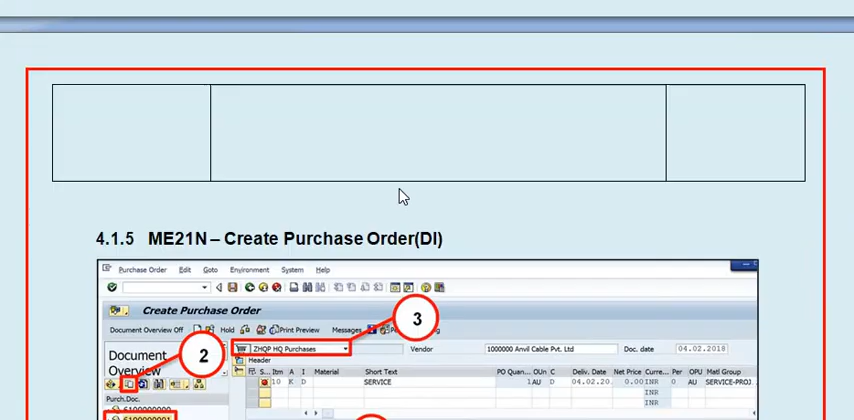 4.1.5 ME21N – Create Purchase Order(DI)
Purchase Order Edit Goto Environment System Help
Create Purchase Order
Document Overview Off Hold Print Preview Messages
3
2
ZHQP HQ Purchases Vendor 1000000 Anvil Cable Pvt. Ltd Doc. date 04.02.2018
Header
Document
Overview
S... Itm A I Material Short Text PO Quan... OUn C Deliv. Date Net Price Curre... Per OPU Matl Group
10 K D SERVICE 1 AU D 04.02.20. 0.00 INR 0 AU SERVICE-PROJ.
INR
INR
Purch.Doc.
6100000000
6100000001